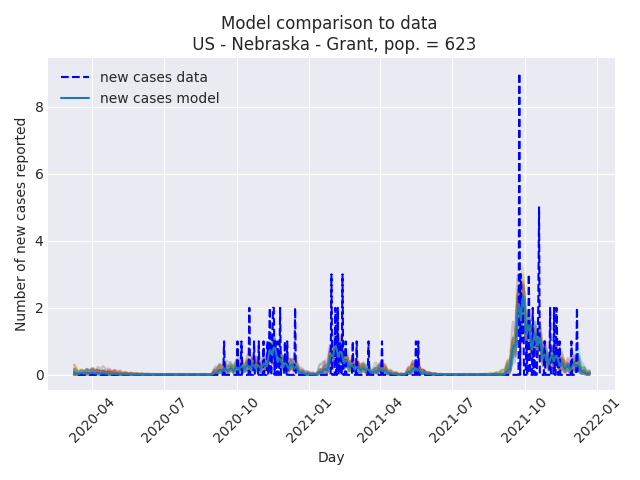 Model comparison to data
US - Nebraska - Grant, pop. = 623
new cases data
new cases model
Number of new cases reported
8
6
4
2
0
2020-04
2020-07
2020-10
2021-01
2021-04
2021-07
2021-10
2022-01
Day